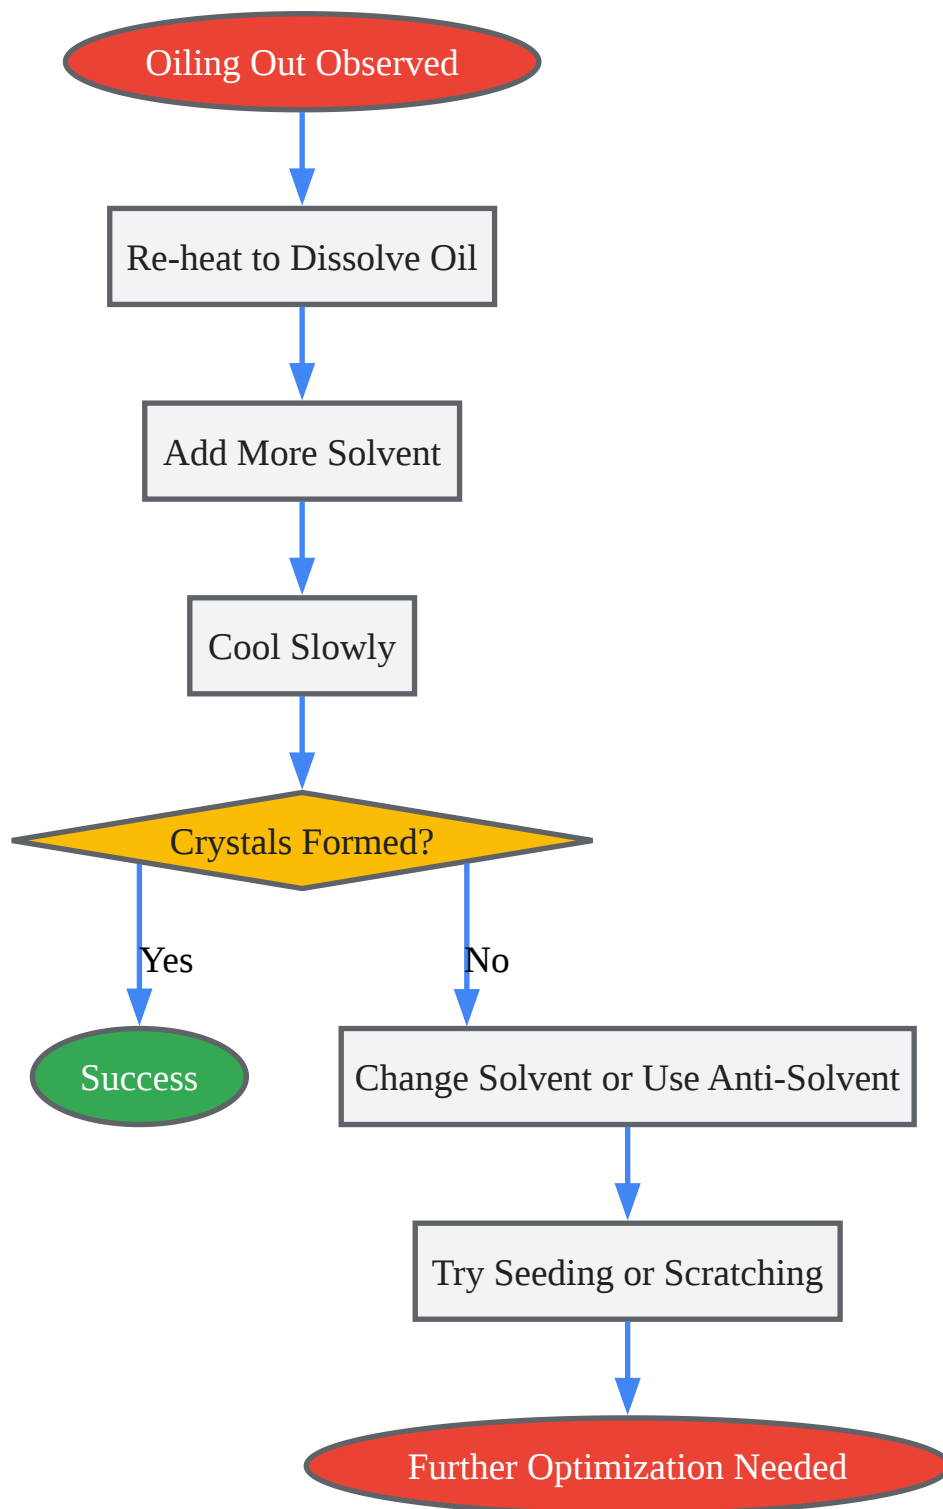 Oiling Out Observed
Re-heat to Dissolve Oil
Add More Solvent
Cool Slowly
Crystals Formed?
Yes
No
Success
Change Solvent or Use Anti-Solvent
Try Seeding or Scratching
Further Optimization Needed